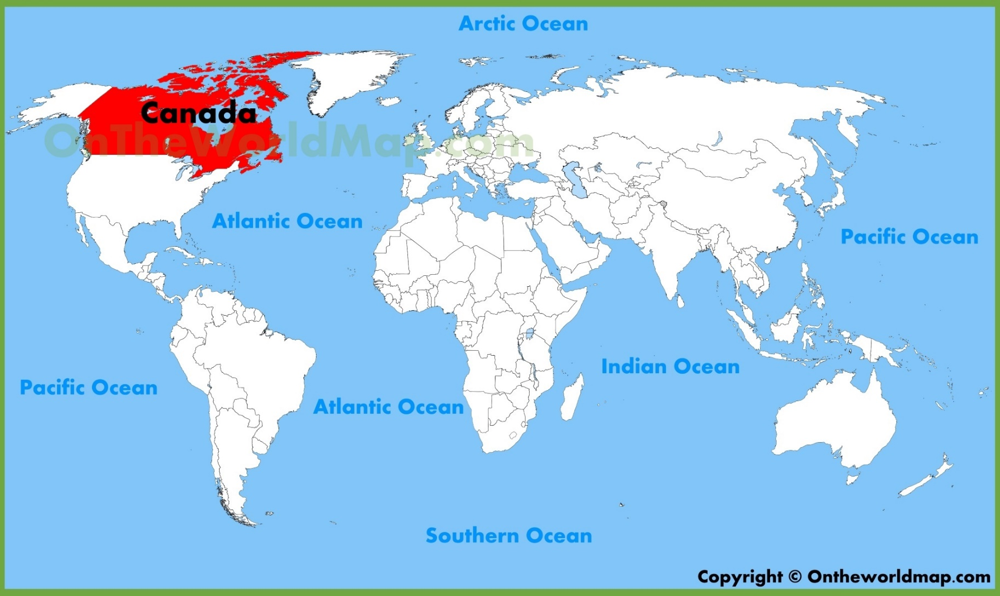 Arctic Ocean
Canada
OnTheWorldMap.com
Atlantic Ocean
Pacific Ocean
Indian Ocean
Pacific Ocean
Atlantic Ocean
Southern Ocean
Copyright © Ontheworldmap.com